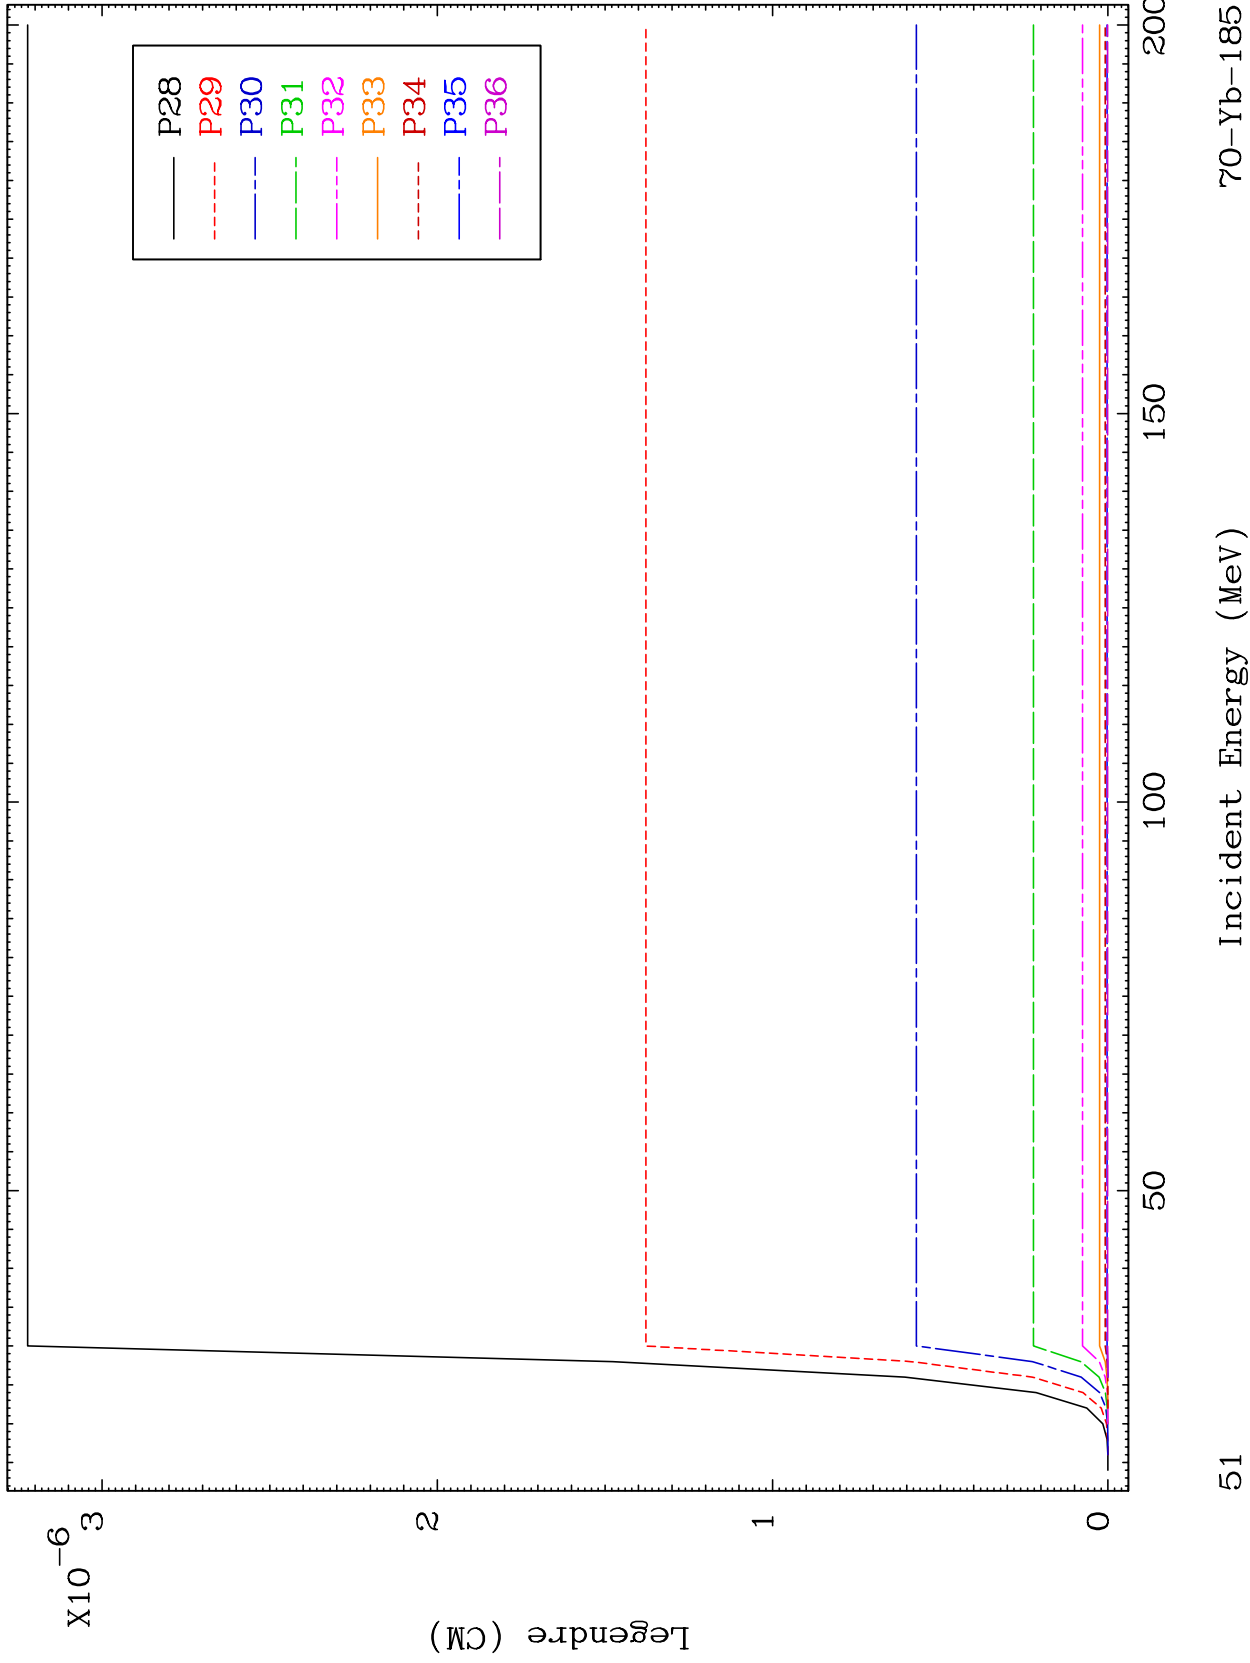 X10-6
3
2
1
0
Legendre (CM)
P28
P29
P30
P31
P32
P33
P34
P35
P36
50
100
150
200
Incident Energy (MeV)
51
70-Yb-185